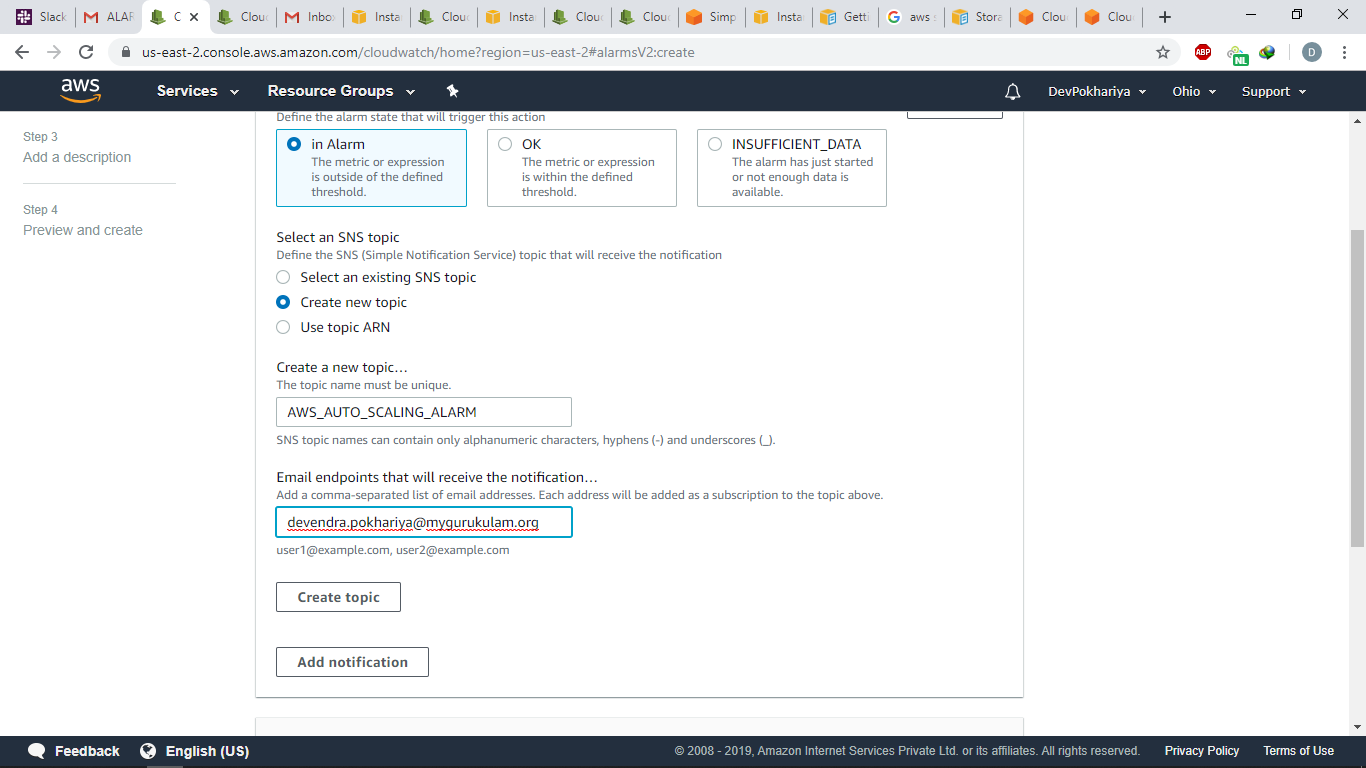 Slack
ALAR
C
Cloud
Inbox
Instan
Cloud
Instan
Cloud
Cloud
Simp
Instan
Gett
aws s
Stora
Clou
Clou
us-east-2.console.aws.amazon.com/cloudwatch/home?region=us-east-2#alarmsV2:create
ABP
NL
D
aws
Services
Resource Groups
DevPokhariya
Ohio
Support
Step 3
Add a description
Step 4
Preview and create
Define the alarm state that will trigger this action
in Alarm
The metric or expression
is outside of the defined
threshold.
OK
The metric or expression
is within the defined
threshold.
INSUFFICIENT_DATA
The alarm has just started
or not enough data is
available.
Select an SNS topic
Define the SNS (Simple Notification Service) topic that will receive the notification
Select an existing SNS topic
Create new topic
Use topic ARN
Create a new topic…
The topic name must be unique.
AWS_AUTO_SCALING_ALARM
SNS topic names can contain only alphanumeric characters, hyphens (-) and underscores (_).
Email endpoints that will receive the notification…
Add a comma-separated list of email addresses. Each address will be added as a subscription to the topic above.
devendra.pokhariya@mygurukulam.org
user1@example.com, user2@example.com
Create topic
Add notification
Feedback
English (US)
© 2008 - 2019, Amazon Internet Services Private Ltd. or its affiliates. All rights reserved.
Privacy Policy
Terms of Use